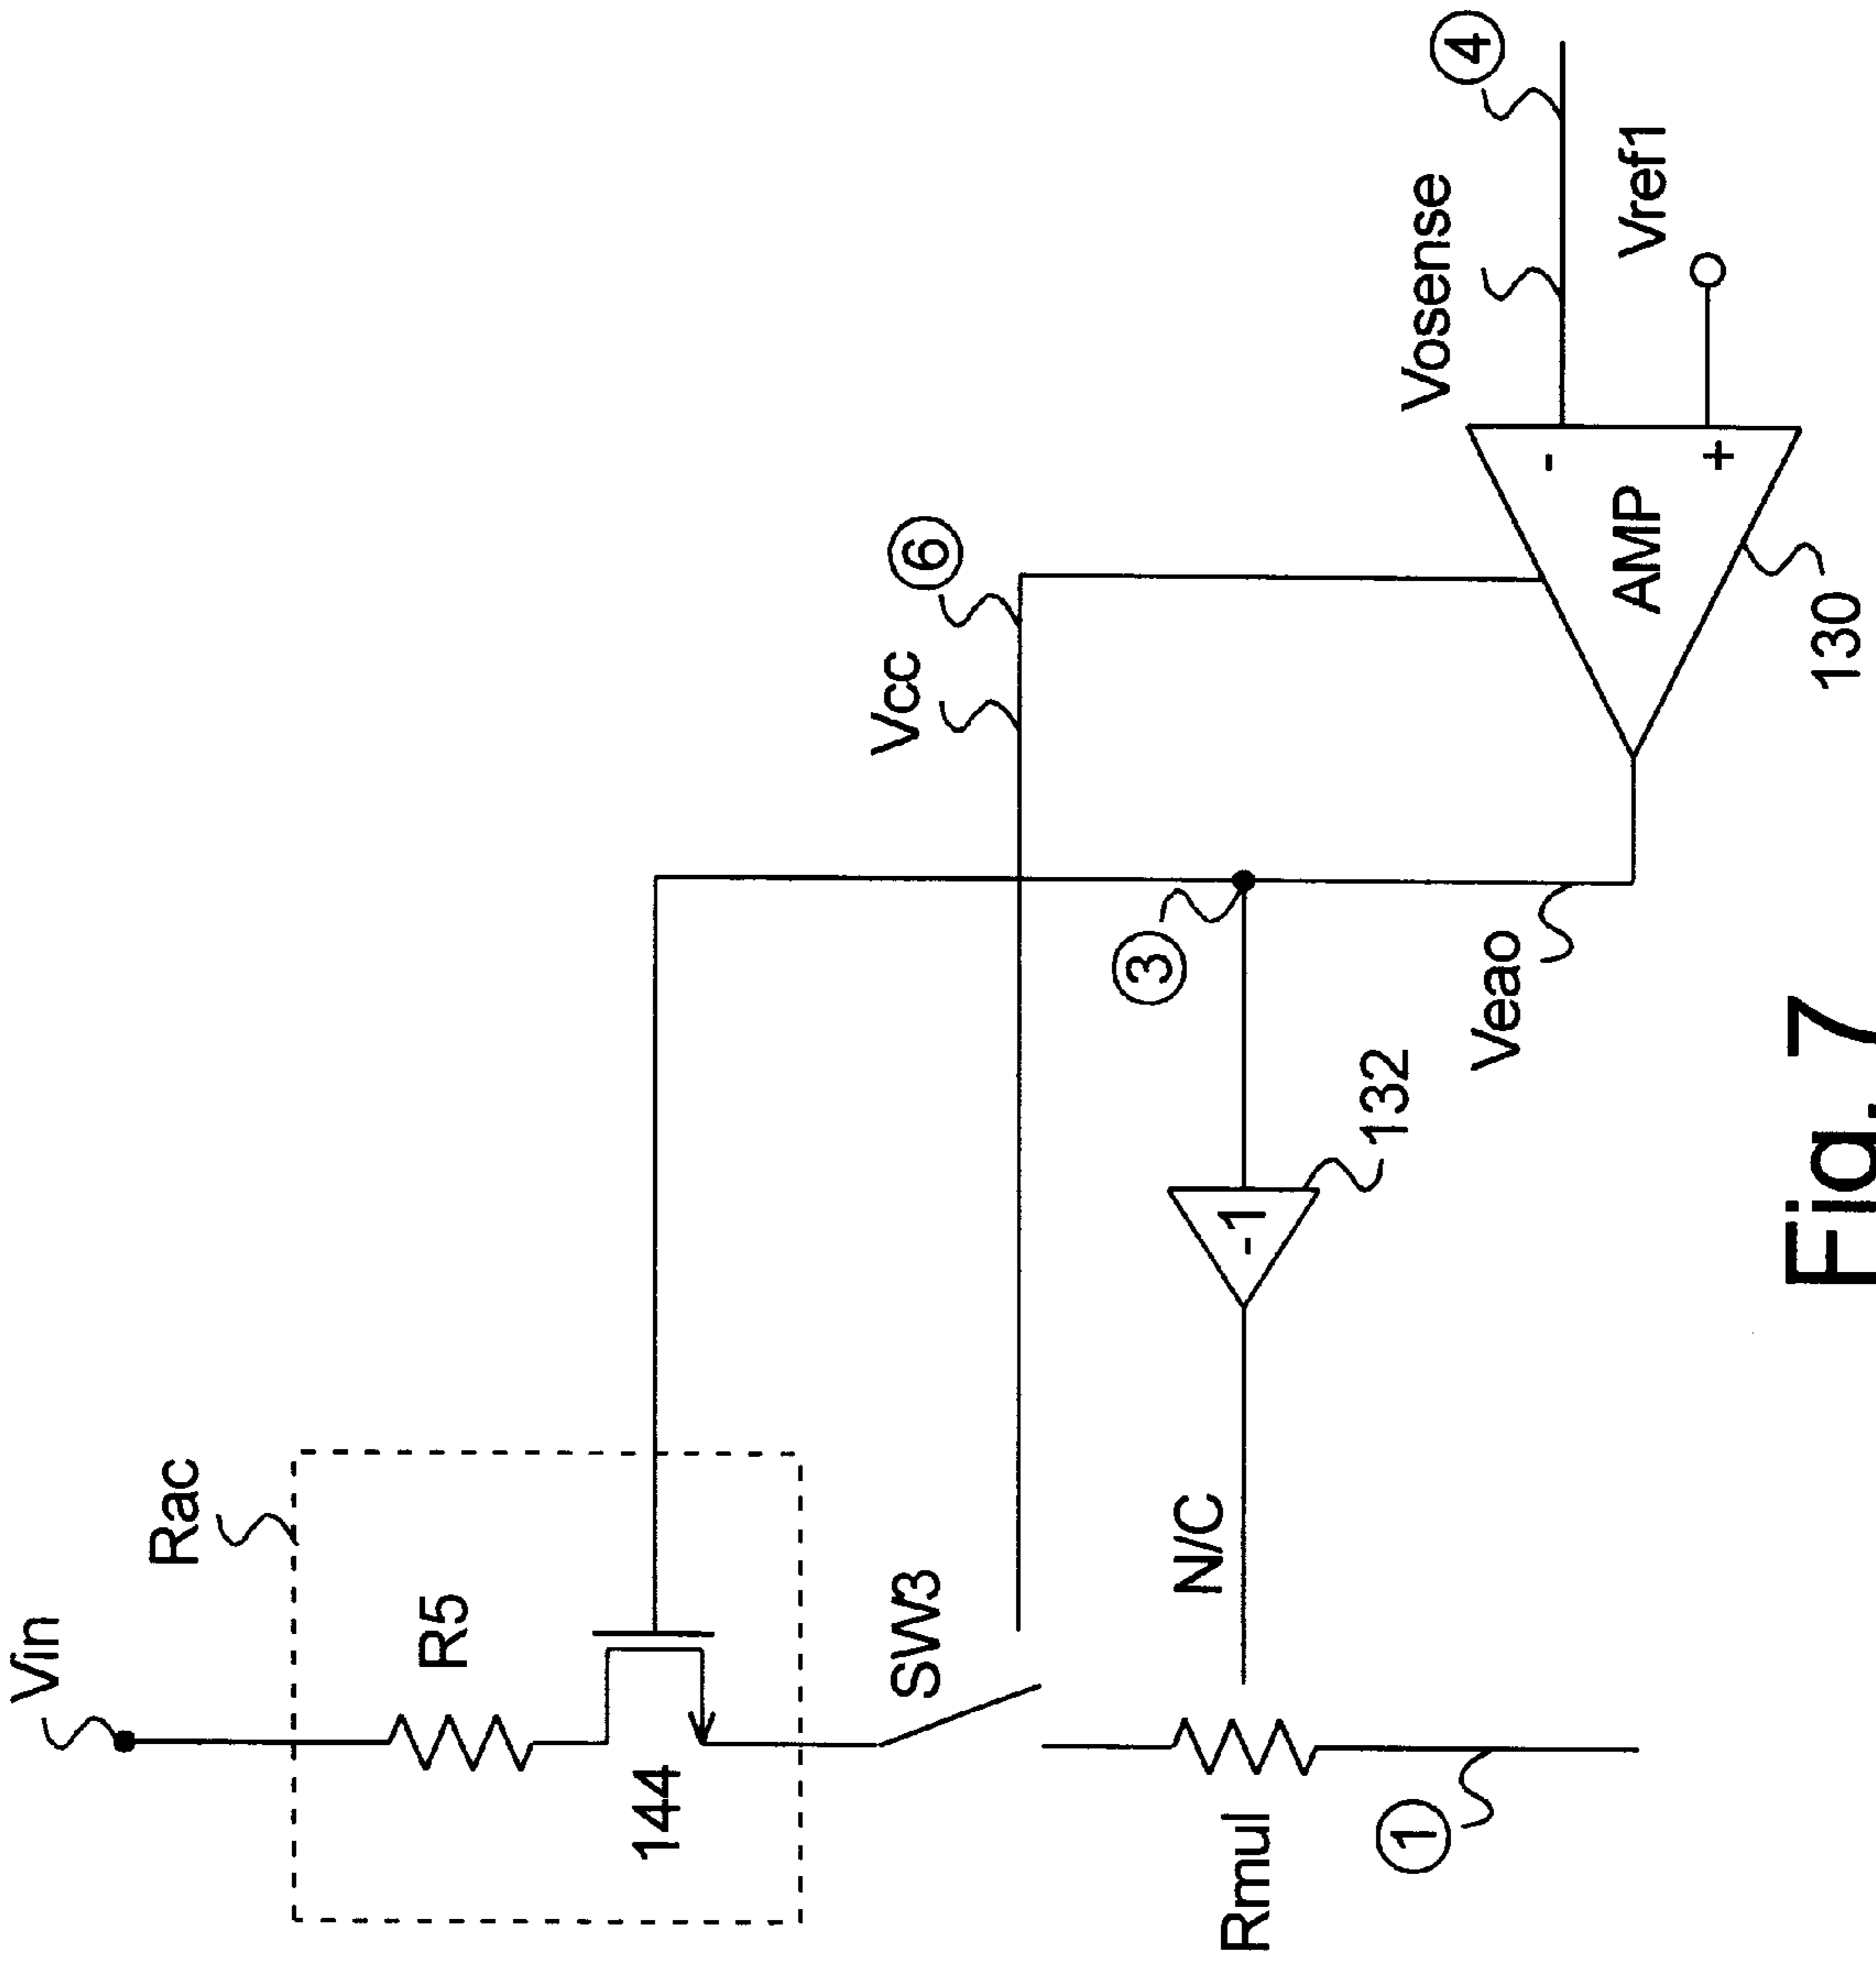 Vin
Rac
R5
144
SW3
Vcc
6
N/C
Rmul
1
-1
132
3
Veao
Vosense
4
Vref1
-
+
AMP
130
Fig. 7